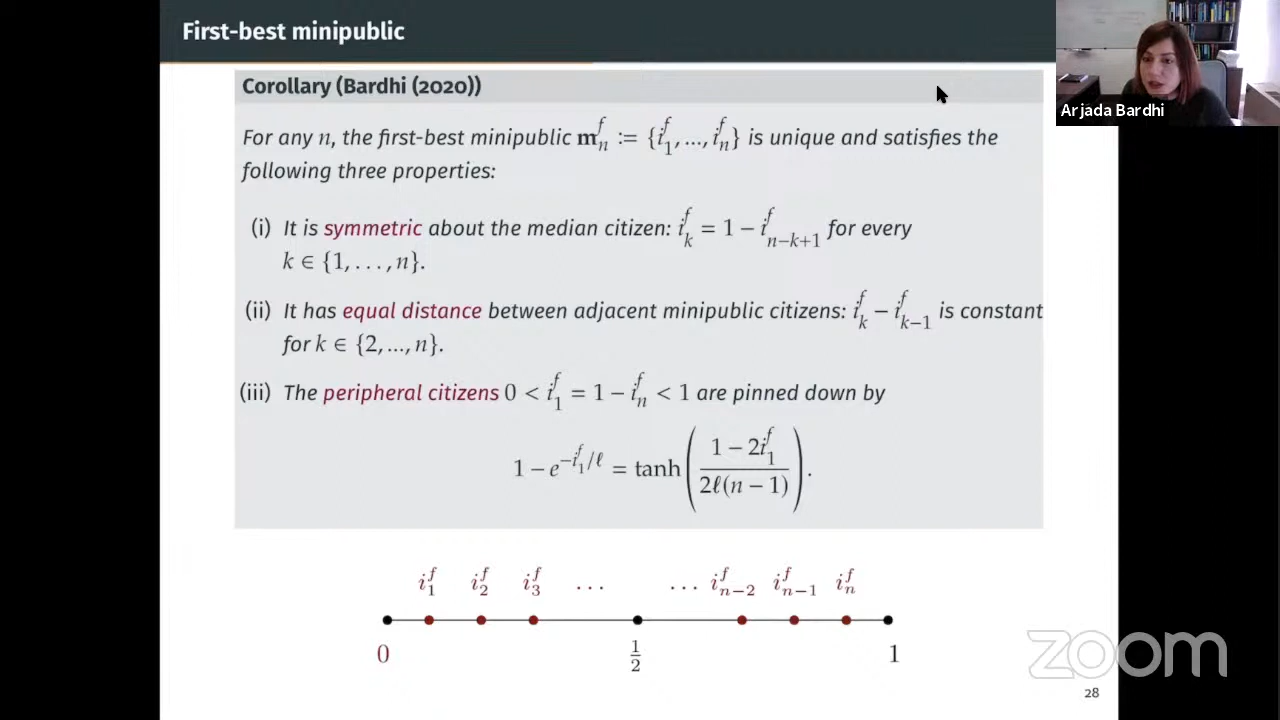 First-best minipublic
Arjada Bardhi
Corollary (Bardhi (2020))
For any n, the first-best minipublic 𝐦ₙᶠ := {i₁ᶠ, ..., iₙᶠ} is unique and satisfies the
following three properties:
(i) It is symmetric about the median citizen: i_k^f = 1 − i_{n−k+1}^f for every
k ∈ {1, . . . , n}.
(ii) It has equal distance between adjacent minipublic citizens: i_k^f − i_{k−1}^f is constant
for k ∈ {2, ..., n}.
(iii) The peripheral citizens 0 < i_1^f = 1 − i_n^f < 1 are pinned down by
1 − e^{−i_1^f/ℓ} = tanh((1 − 2i_1^f)/(2ℓ(n − 1))).
i_1^f i_2^f i_3^f . . . . . . i_{n−2}^f i_{n−1}^f i_n^f
0 1/2 1
zoom
28